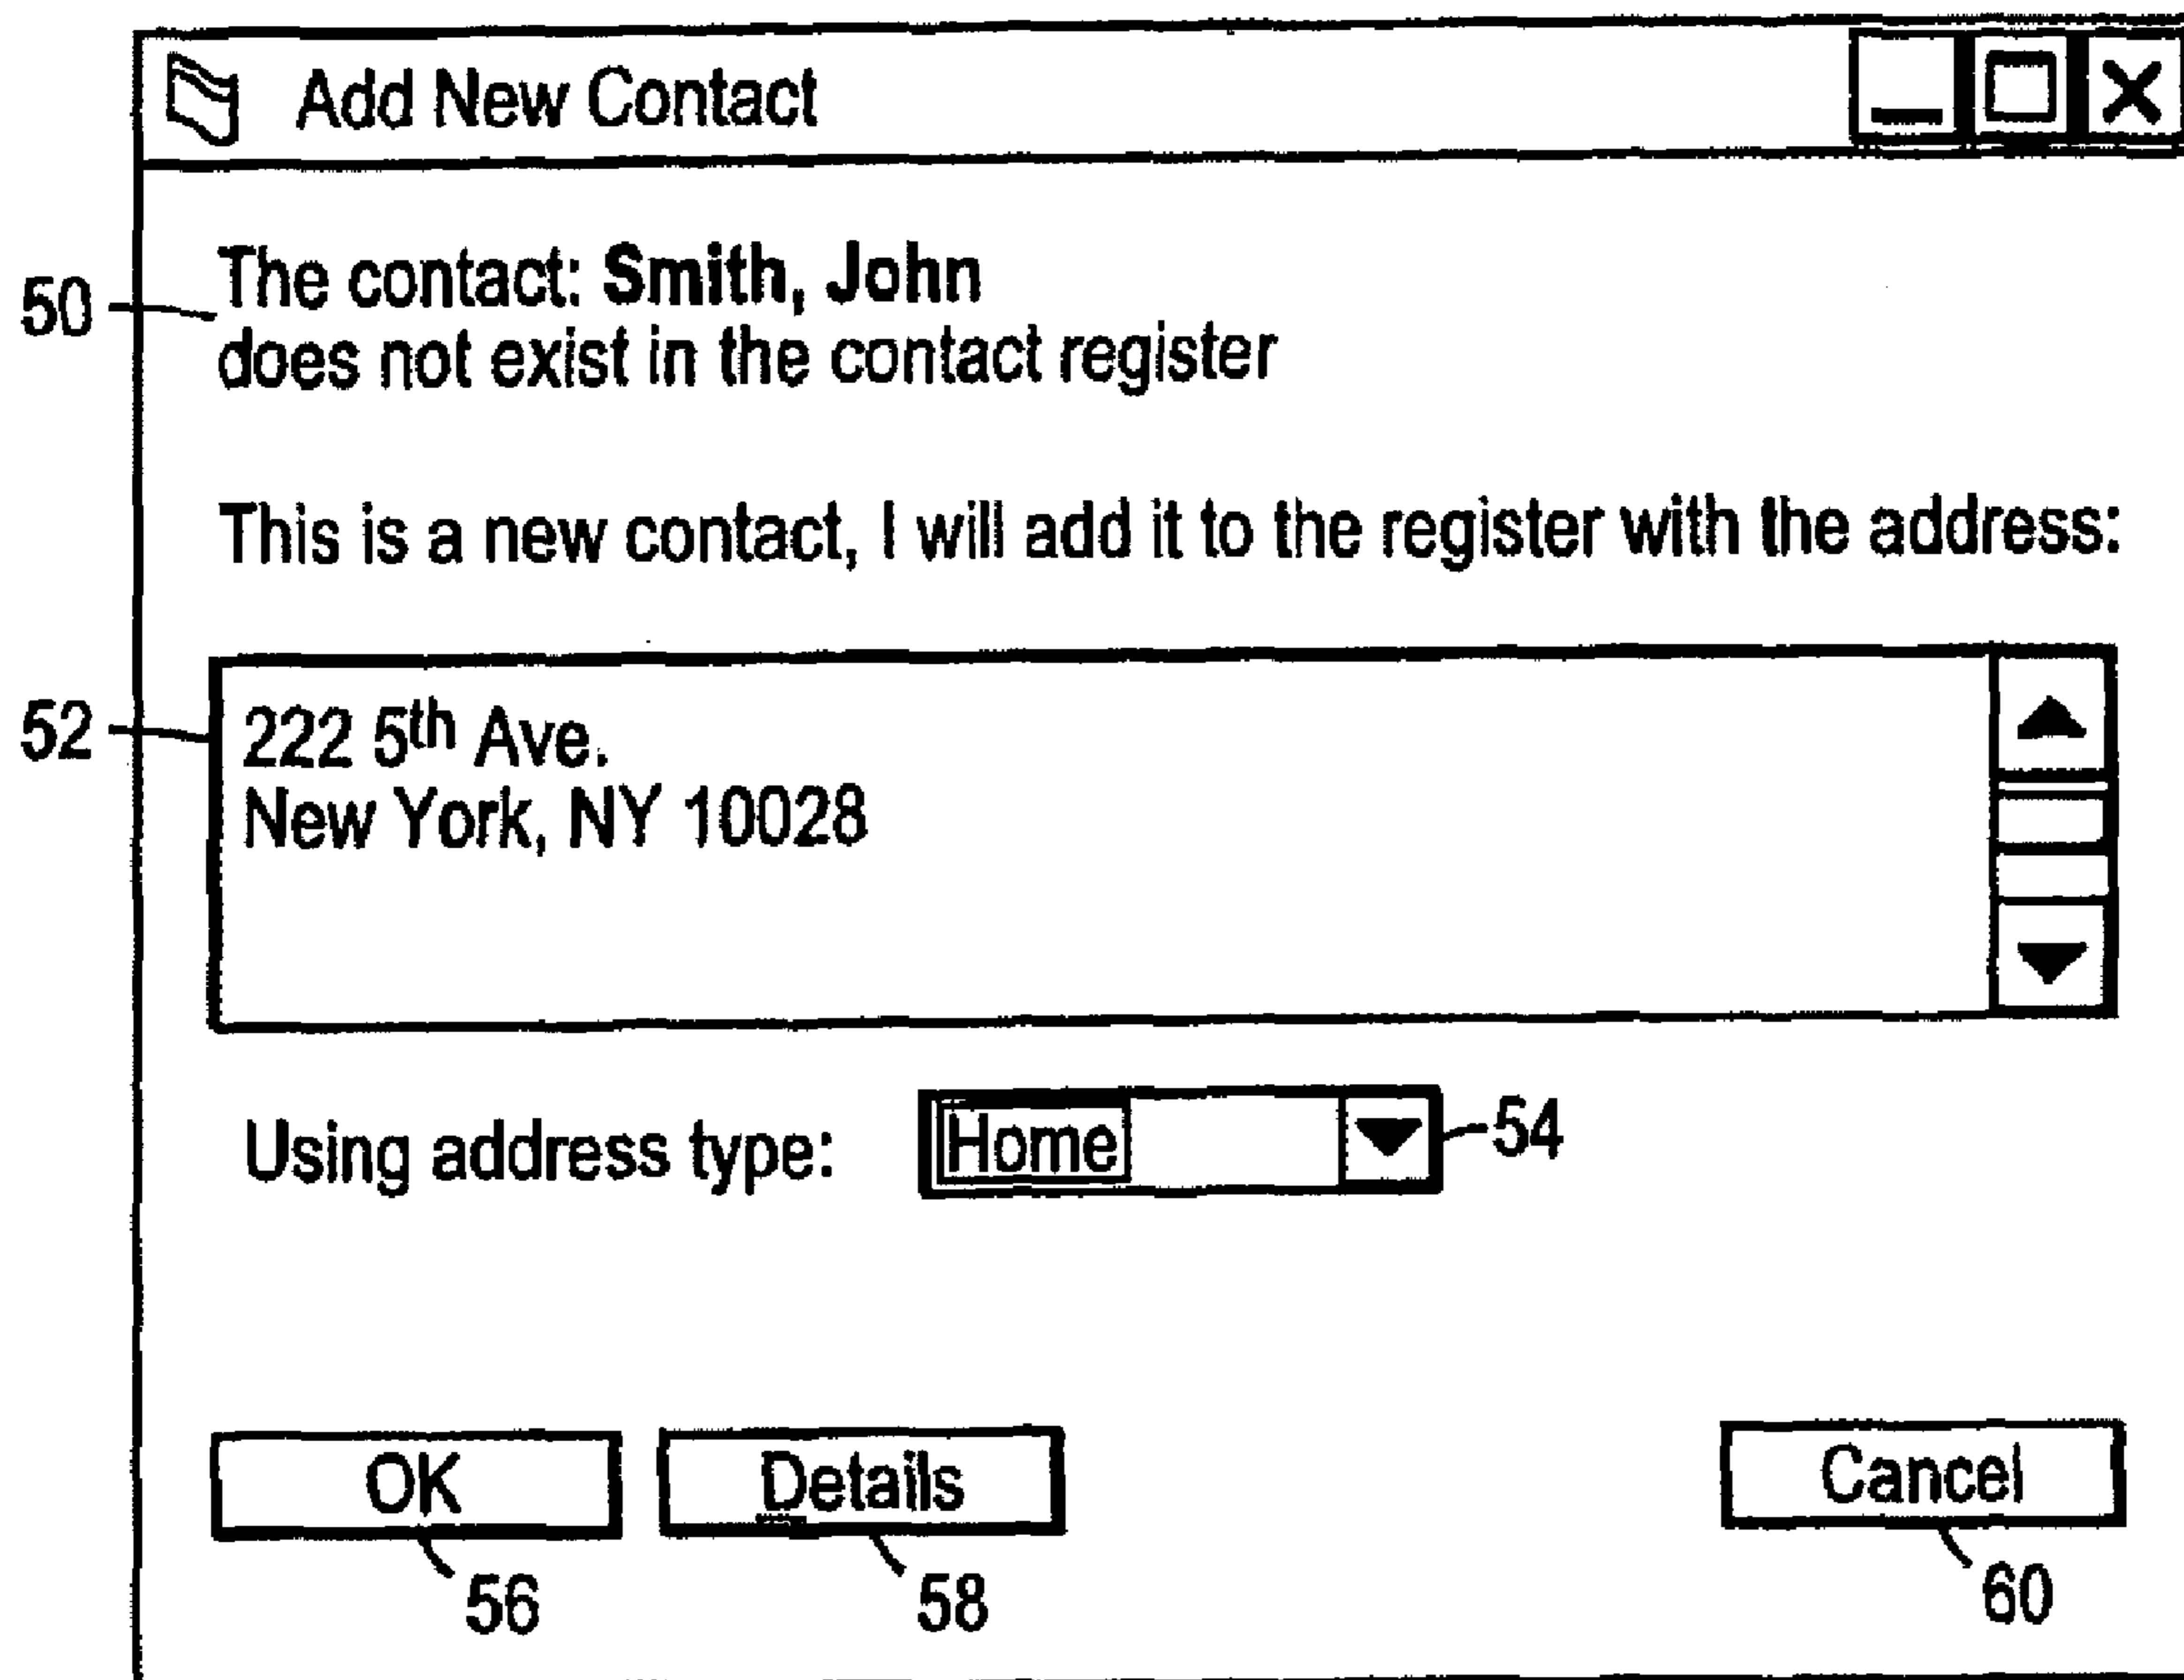 Add New Contact
50
The contact: Smith, John
does not exist in the contact register
This is a new contact, I will add it to the register with the address:
52
222 5th Ave.
New York, NY 10028
Using address type: Home 54
OK Details Cancel
56 58 60